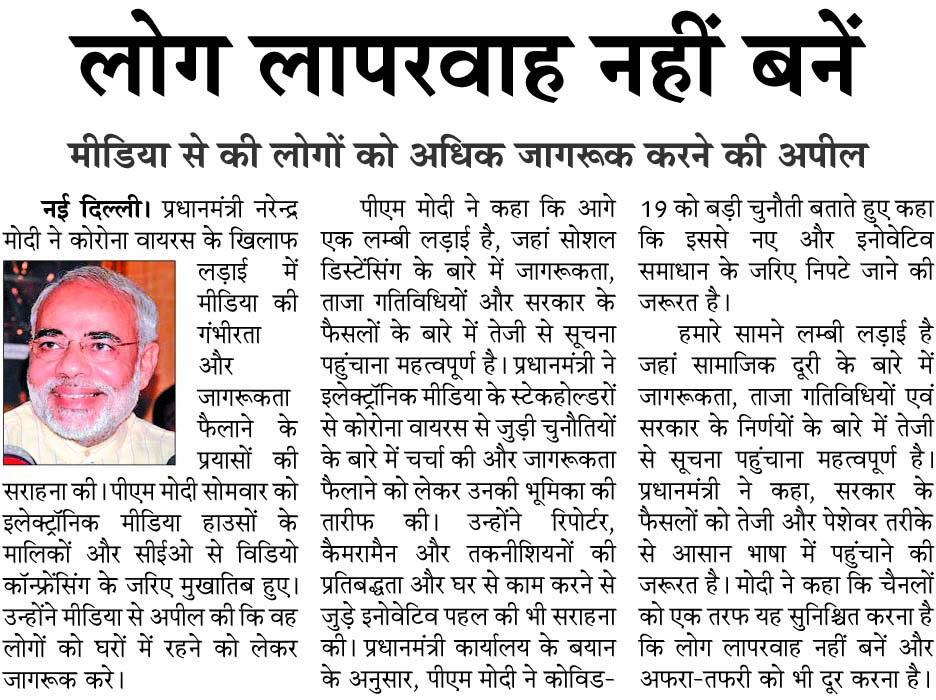 लोग लापरवाह नहीं बनें
मीडिया से की लोगों को अधिक जागरूक करने की अपील
नई दिल्ली। प्रधानमंत्री नरेन्द्र
मोदी ने कोरोना वायरस के खिलाफ
लड़ाई में
मीडिया की
गंभीरता
और
जागरूकता
फैलाने के
प्रयासों की
सराहना की। पीएम मोदी सोमवार को
इलेक्ट्रॉनिक मीडिया हाउसों के
मालिकों और सीईओ से विडियो
कॉन्फ्रेंसिंग के जरिए मुखातिब हुए।
उन्होंने मीडिया से अपील की कि वह
लोगों को घरों में रहने को लेकर
जागरूक करे।
पीएम मोदी ने कहा कि आगे
एक लम्बी लड़ाई है, जहां सोशल
डिस्टेंसिंग के बारे में जागरूकता,
ताजा गतिविधियों और सरकार के
फैसलों के बारे में तेजी से सूचना
पहुंचाना महत्वपूर्ण है। प्रधानमंत्री ने
इलेक्ट्रॉनिक मीडिया के स्टेकहोल्डरों
से कोरोना वायरस से जुड़ी चुनौतियों
के बारे में चर्चा की और जागरूकता
फैलाने को लेकर उनकी भूमिका की
तारीफ की। उन्होंने रिपोर्टर,
कैमरामैन और तकनीशियनों की
प्रतिबद्धता और घर से काम करने से
जुड़े इनोवेटिव पहल की भी सराहना
की। प्रधानमंत्री कार्यालय के बयान
के अनुसार, पीएम मोदी ने कोविड-
19 को बड़ी चुनौती बताते हुए कहा
कि इससे नए और इनोवेटिव
समाधान के जरिए निपटे जाने की
जरूरत है।
हमारे सामने लम्बी लड़ाई है
जहां सामाजिक दूरी के बारे में
जागरूकता, ताजा गतिविधियों एवं
सरकार के निर्णयों के बारे में तेजी
से सूचना पहुंचाना महत्वपूर्ण है।
प्रधानमंत्री ने कहा, सरकार के
फैसलों को तेजी और पेशेवर तरीके
से आसान भाषा में पहुंचाने की
जरूरत है। मोदी ने कहा कि चैनलों
को एक तरफ यह सुनिश्चित करना है
कि लोग लापरवाह नहीं बनें और
अफरा-तफरी को भी दूर करना है।